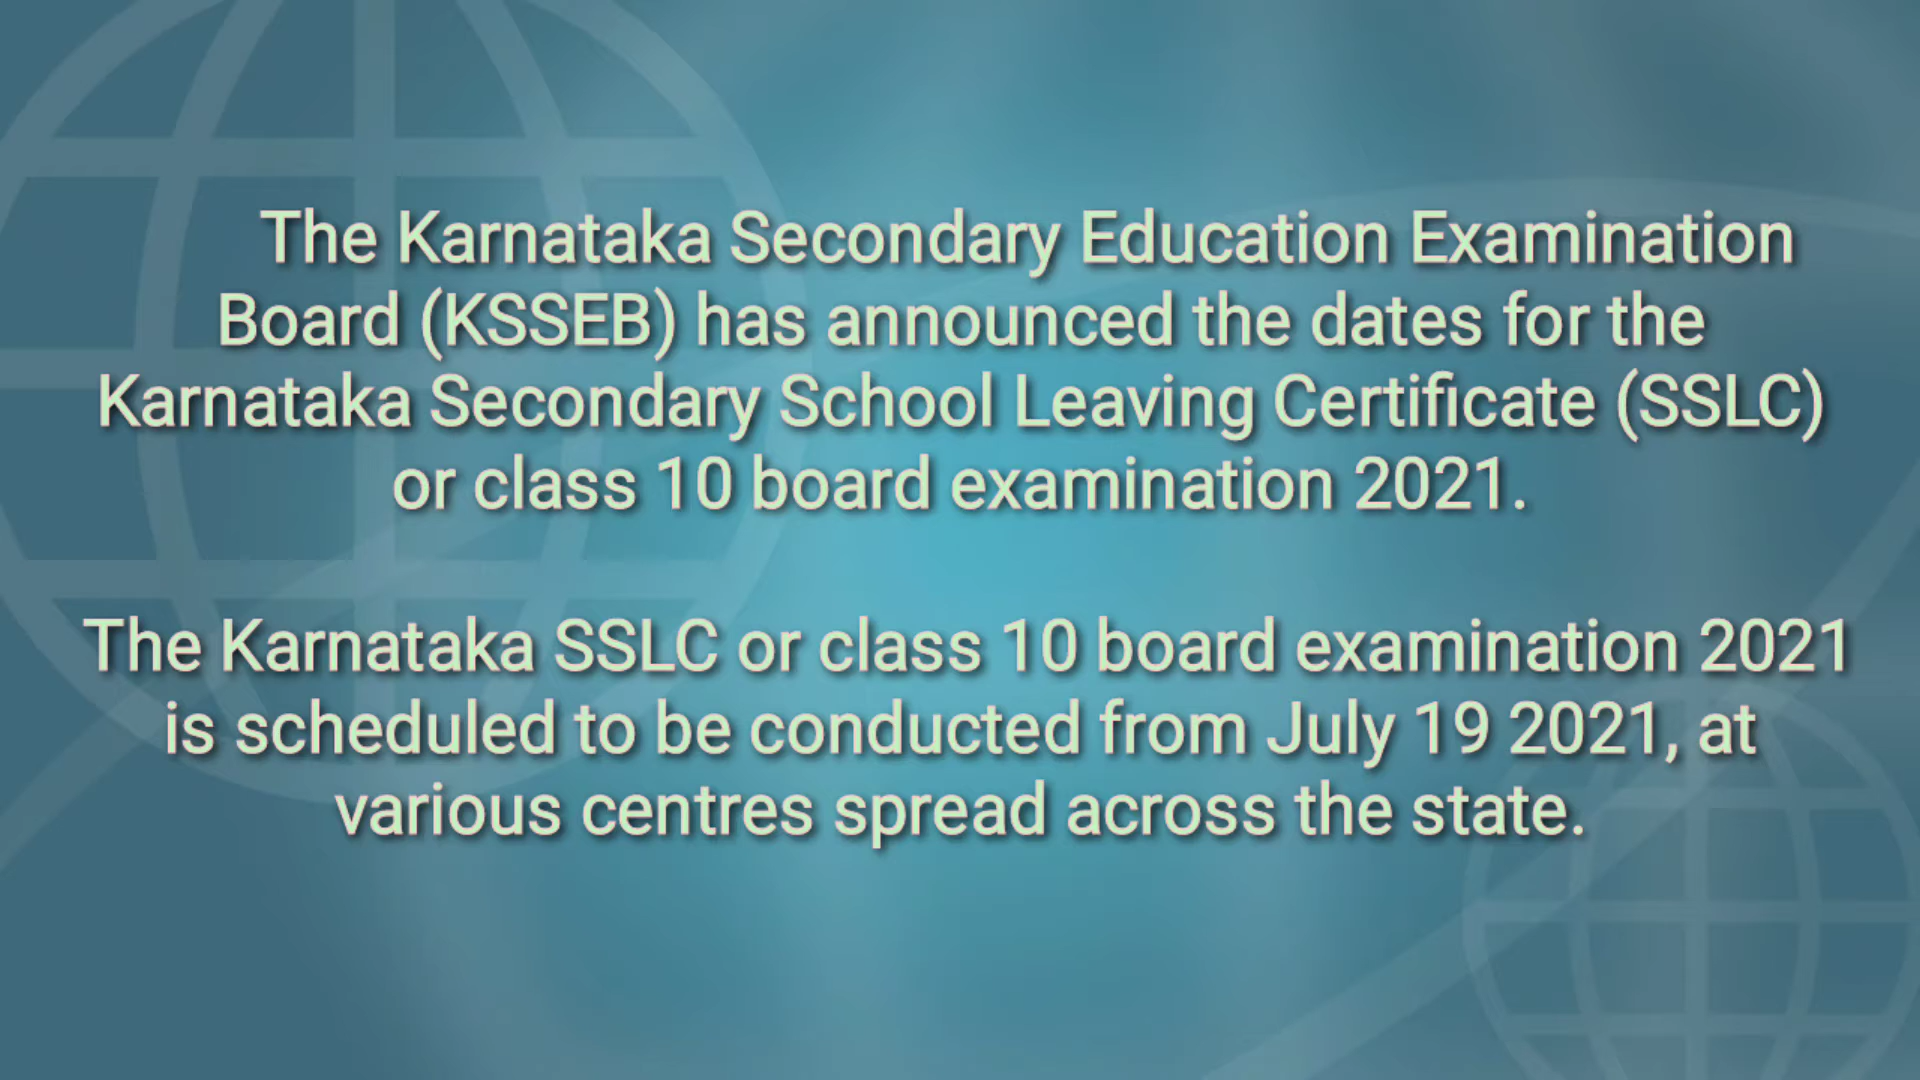 The Karnataka Secondary Education Examination
Board (KSSEB) has announced the dates for the
Karnataka Secondary School Leaving Certificate (SSLC)
or class 10 board examination 2021.
The Karnataka SSLC or class 10 board examination 2021
is scheduled to be conducted from July 19 2021, at
various centres spread across the state.